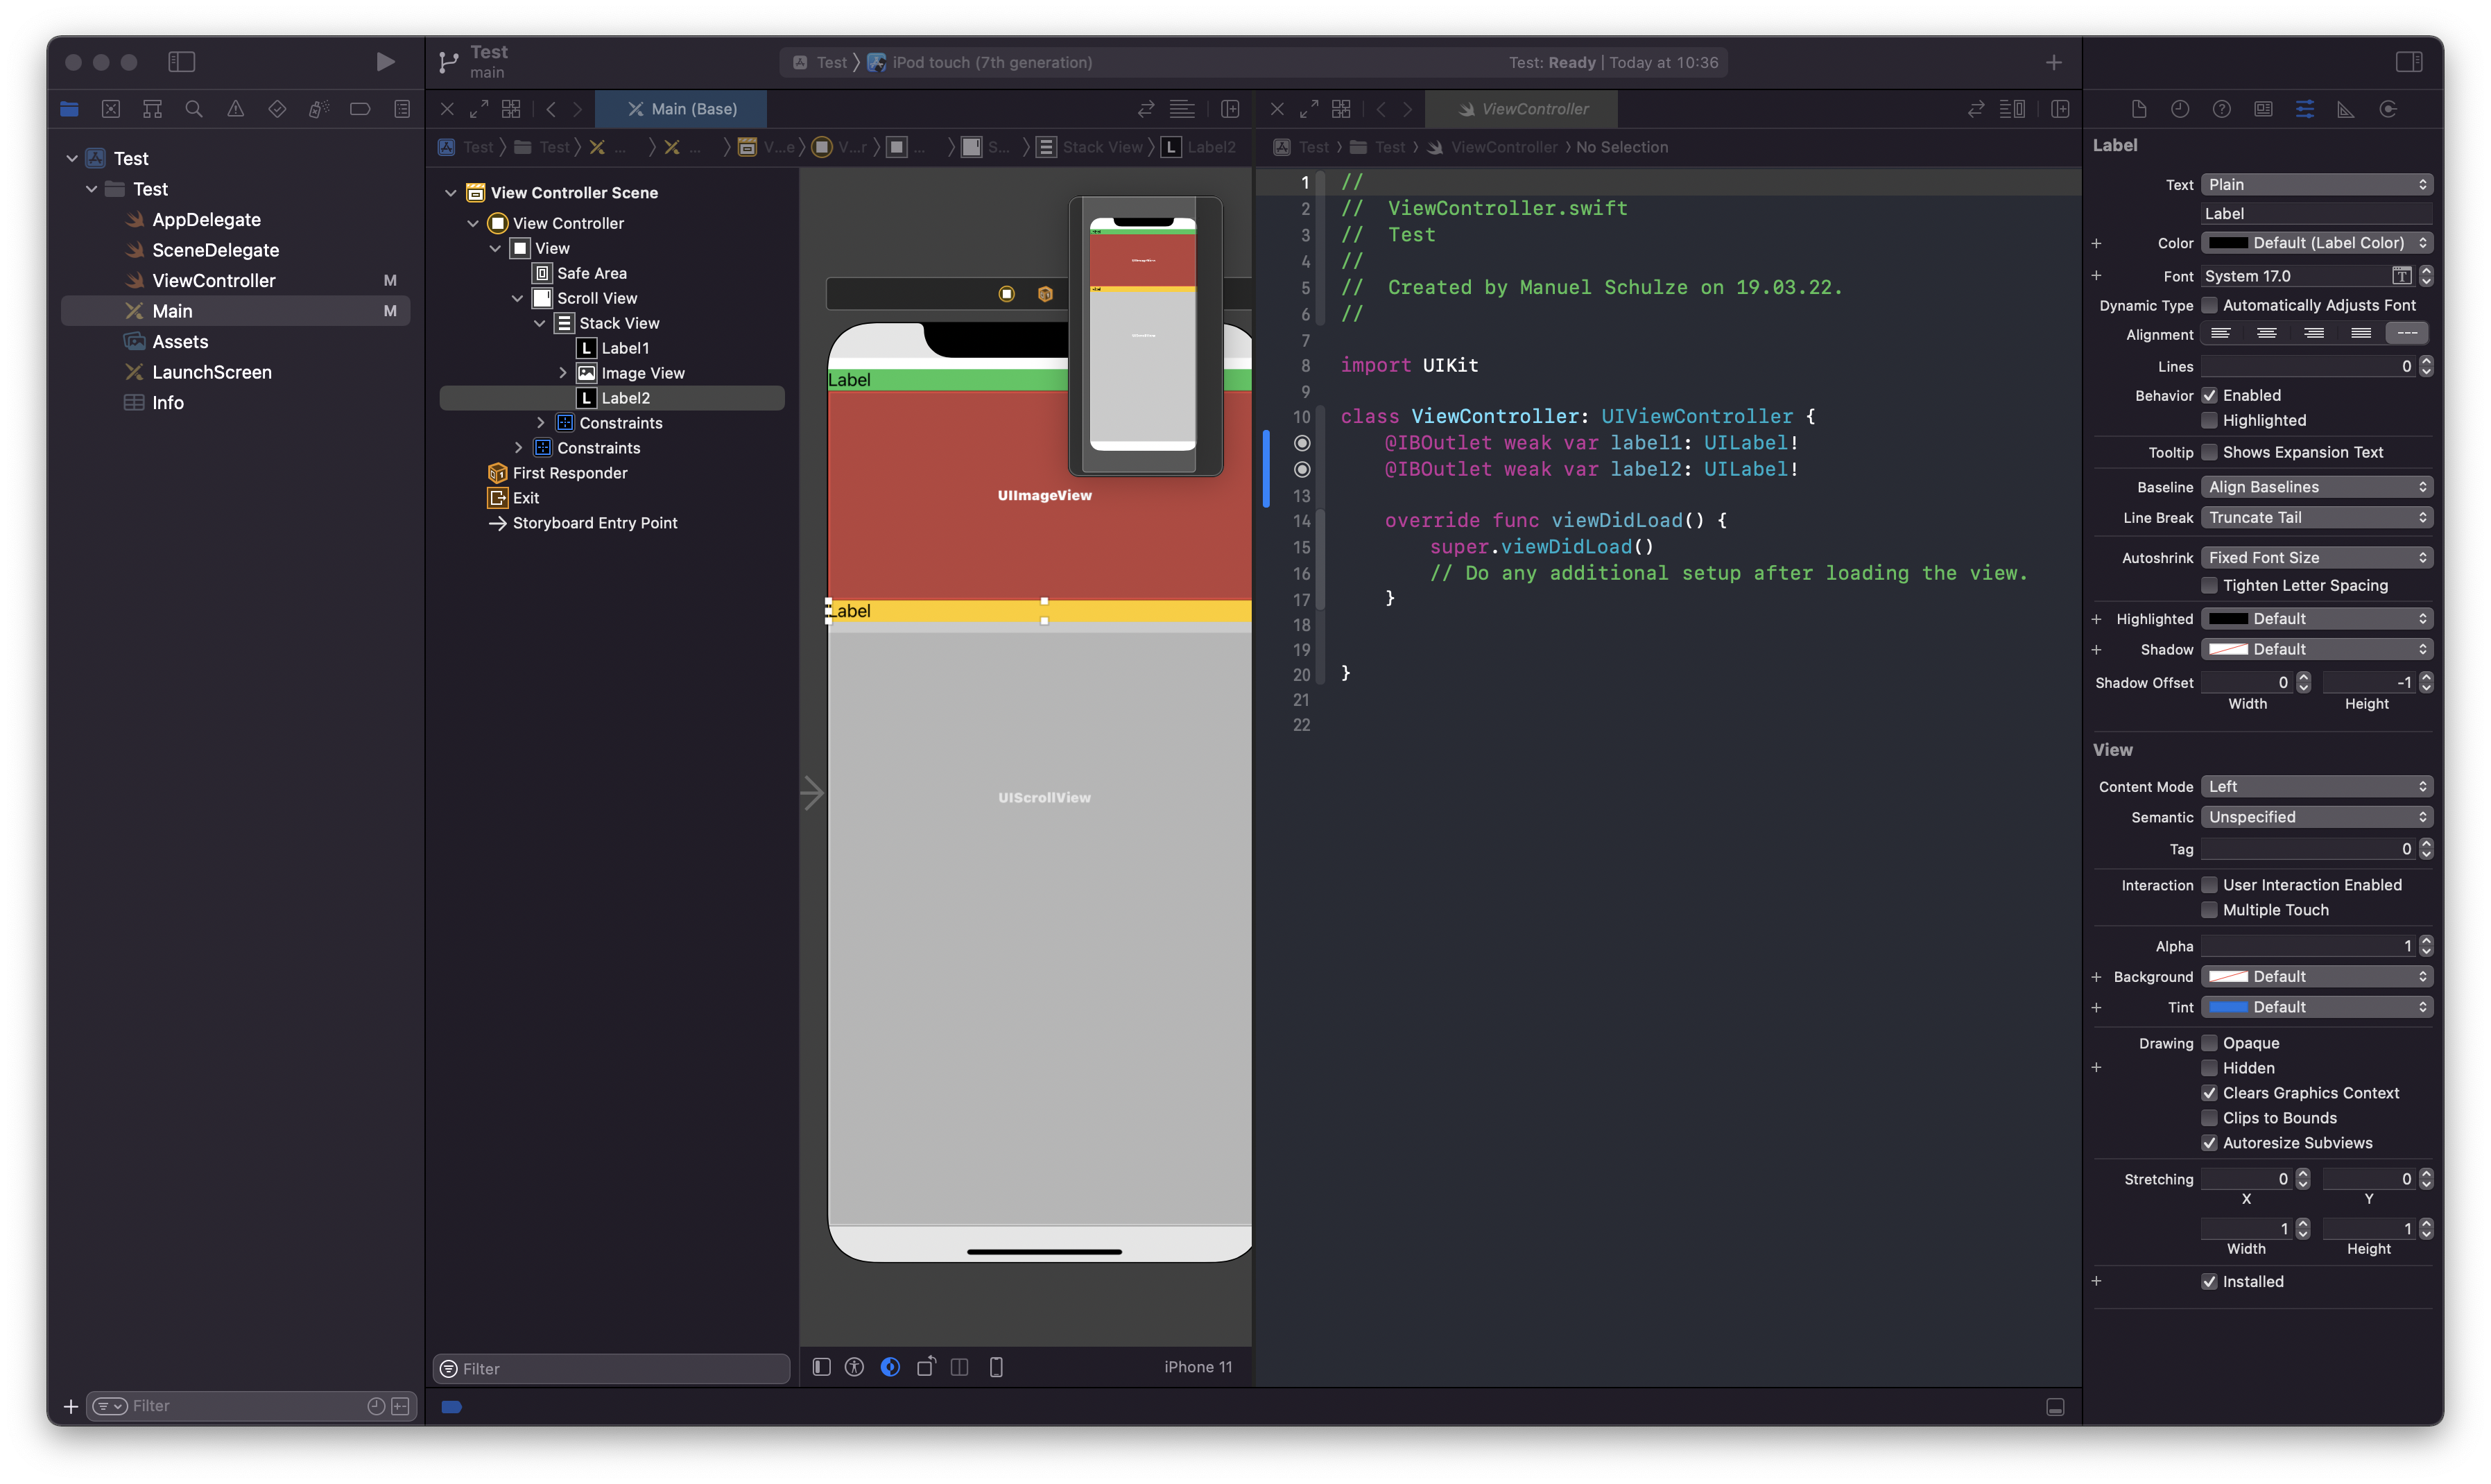 Test
main
Test
iPod touch (7th generation)
Test: Ready | Today at 10:36
Main (Base)
ViewController
Test
Test
...
...
V...e
V...r
...
S...
Stack View
L
Label2
Test
Test
ViewController
No Selection
Test
Test
AppDelegate
SceneDelegate
ViewController
M
Main
M
Assets
LaunchScreen
Info
Filter
View Controller Scene
View Controller
View
Safe Area
Scroll View
Stack View
L Label1
Image View
L Label2
Constraints
Constraints
First Responder
Exit
Storyboard Entry Point
Filter
Label
UIImageView
Label
UIScrollView
iPhone 11
1 //
2 //  ViewController.swift
3 //  Test
4 //
5 //  Created by Manuel Schulze on 19.03.22.
6 //
7
8 import UIKit
9
10 class ViewController: UIViewController {
@IBOutlet weak var label1: UILabel!
@IBOutlet weak var label2: UILabel!
13
14 override func viewDidLoad() {
15 super.viewDidLoad()
16 // Do any additional setup after loading the view.
17 }
18
19
20 }
21
22
Label
Text Plain
Label
Color Default (Label Color)
Font System 17.0
Dynamic Type Automatically Adjusts Font
Alignment
Lines 0
Behavior Enabled
Highlighted
Tooltip Shows Expansion Text
Baseline Align Baselines
Line Break Truncate Tail
Autoshrink Fixed Font Size
Tighten Letter Spacing
Highlighted Default
Shadow Default
Shadow Offset 0 -1
Width Height
View
Content Mode Left
Semantic Unspecified
Tag 0
Interaction User Interaction Enabled
Multiple Touch
Alpha 1
Background Default
Tint Default
Drawing Opaque
Hidden
Clears Graphics Context
Clips to Bounds
Autoresize Subviews
Stretching 0 0
X Y
1 1
Width Height
Installed